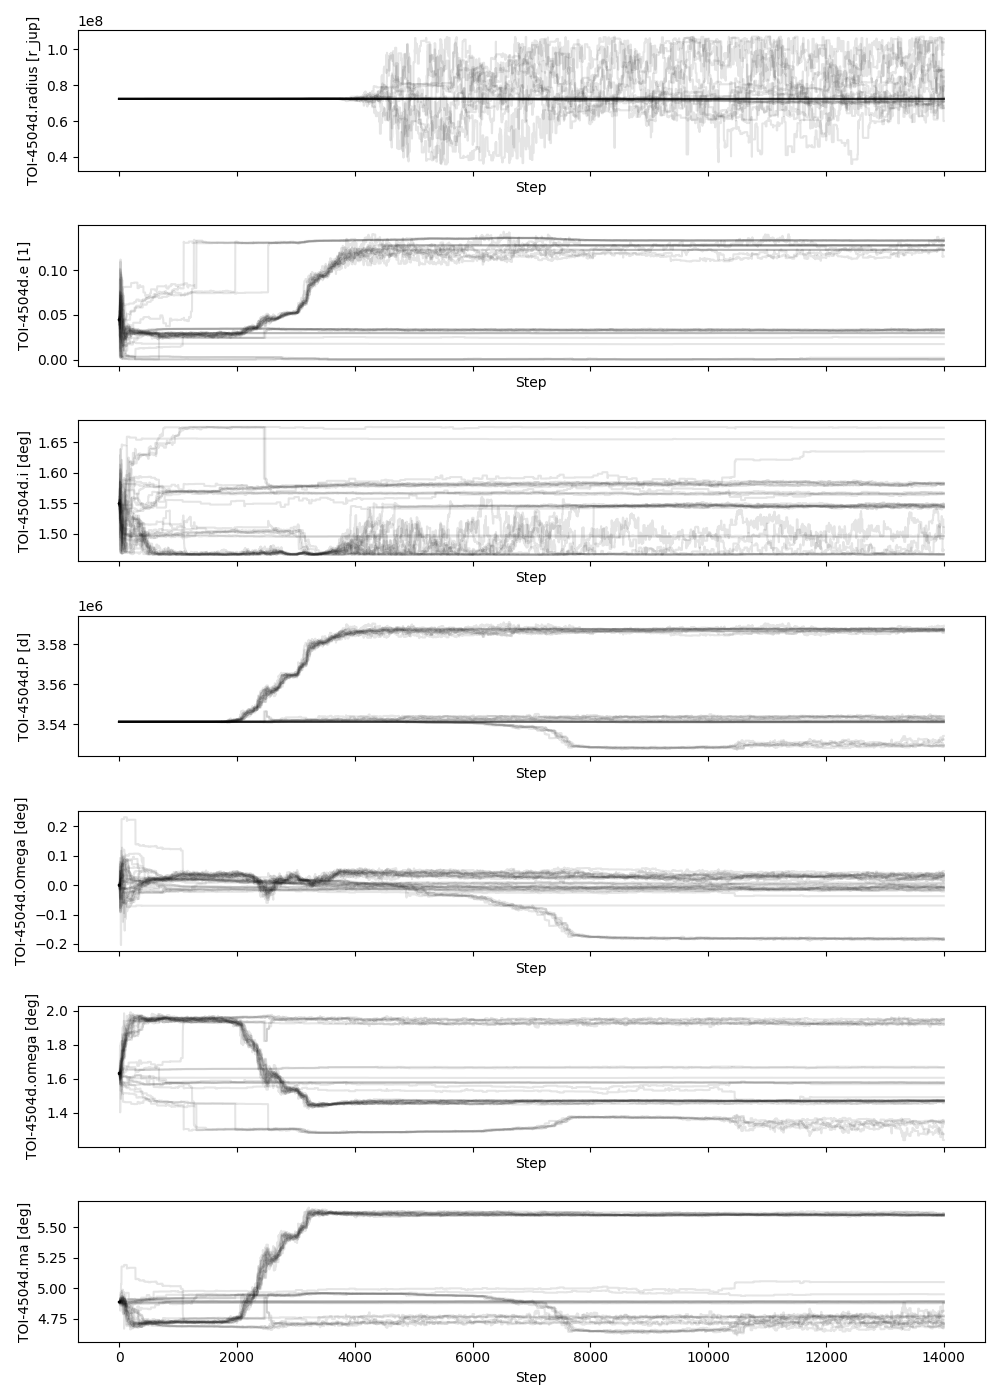 1e8
TOI-4504d.radius [r_jup]
1.0
0.8
0.6
0.4
Step
TOI-4504d.e [1]
0.10
0.05
0.00
Step
TOI-4504d.i [deg]
1.65
1.60
1.55
1.50
Step
1e6
TOI-4504d.P [d]
3.58
3.56
3.54
Step
TOI-4504d.Omega [deg]
0.2
0.1
0.0
−0.1
−0.2
Step
TOI-4504d.omega [deg]
2.0
1.8
1.6
1.4
Step
TOI-4504d.ma [deg]
5.50
5.25
5.00
4.75
0 2000 4000 6000 8000 10000 12000 14000
Step